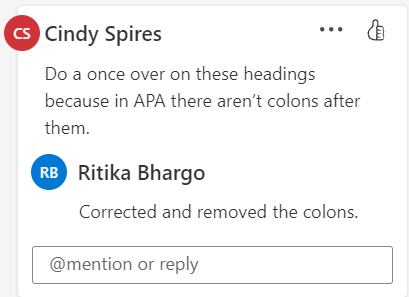 CS Cindy Spires
Do a once over on these headings
because in APA there aren’t colons after
them.
RB Ritika Bhargo
Corrected and removed the colons.
@mention or reply